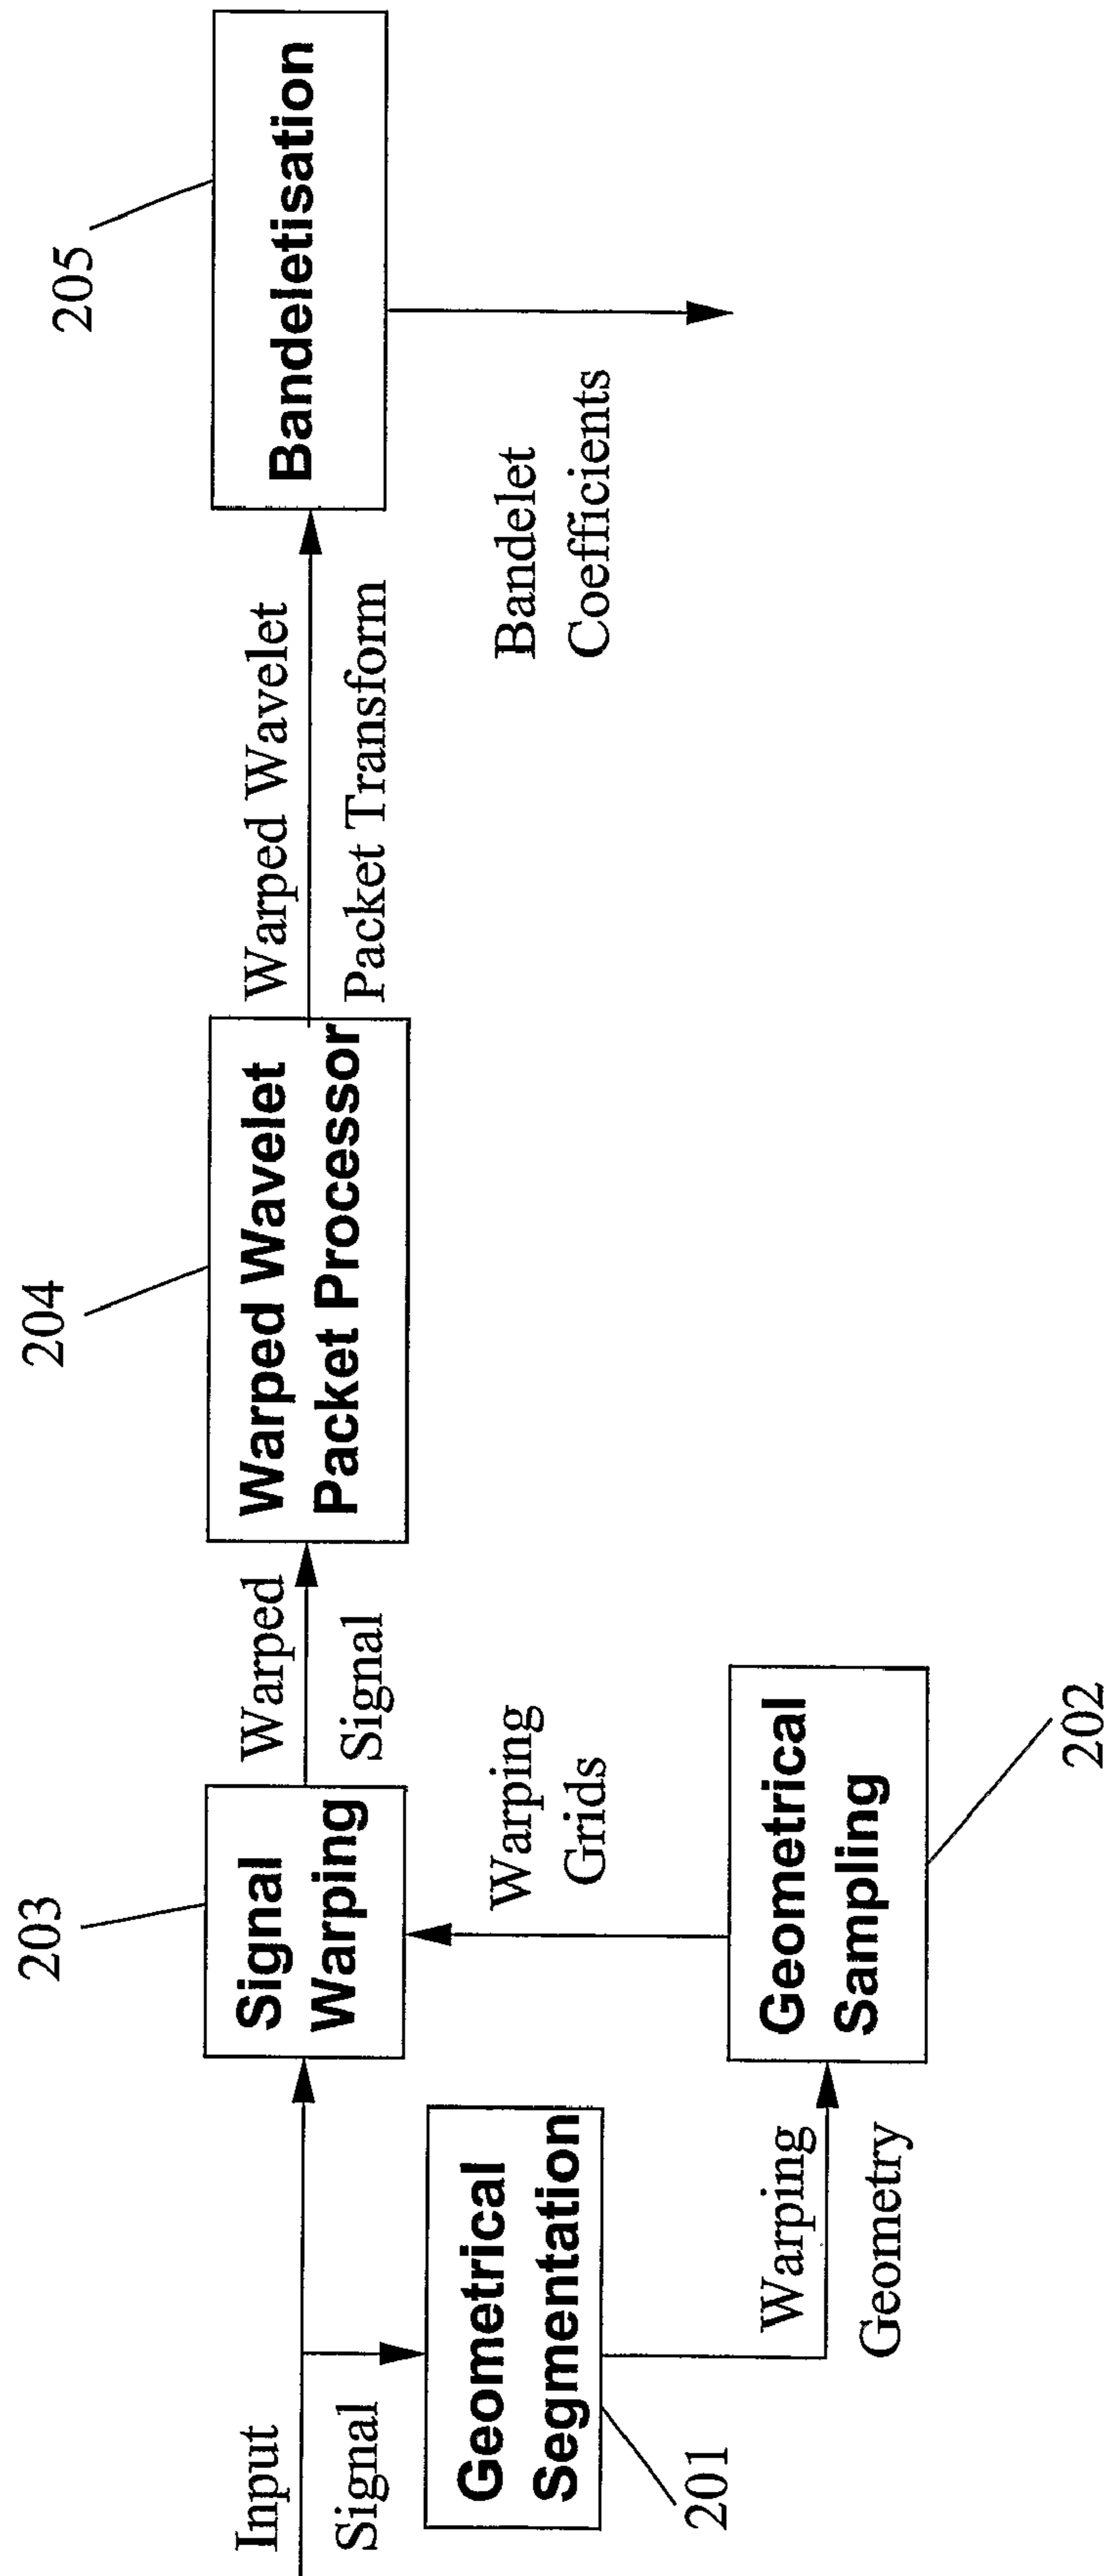 205
Bandeletisation
Bandelet
Coefficients
Warped Wavelet
Packet Transform
204
Warped Wavelet
Packet Processor
Warped
Signal
203
Signal
Warping
Warping
Grids
Geometrical
Sampling
202
Warping
Geometry
Input
Signal
Geometrical
Segmentation
201